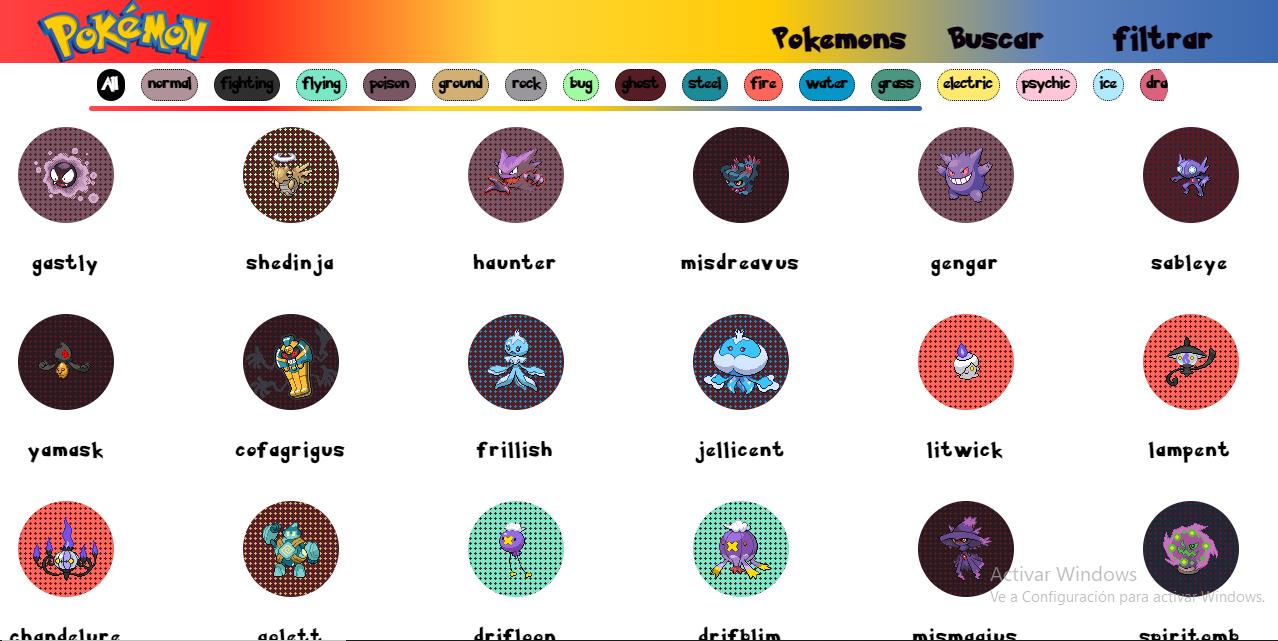 POKéMON
Pokemons Buscar filtrar
All normal fighting flying poison ground rock bug ghost steel fire water grass electric psychic ice dra
gastly shedinja haunter misdreavus gengar sableye
yamask cofagrigus frillish jellicent litwick lampent
Activar Windows
Ve a Configuración para activar Windows.
chandelure golett drifloon drifblim mismagius spiritomb